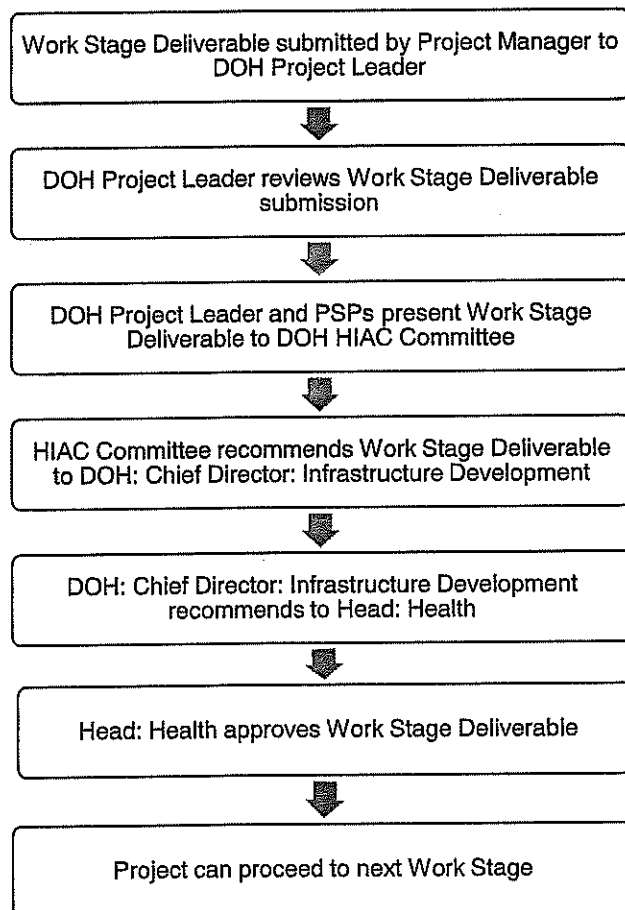 Work Stage Deliverable submitted by Project Manager to
DOH Project Leader
DOH Project Leader reviews Work Stage Deliverable
submission
DOH Project Leader and PSPs present Work Stage
Deliverable to DOH HIAC Committee
HIAC Committee recommends Work Stage Deliverable
to DOH: Chief Director: Infrastructure Development
DOH: Chief Director: Infrastructure Development
recommends to Head: Health
Head: Health approves Work Stage Deliverable
Project can proceed to next Work Stage